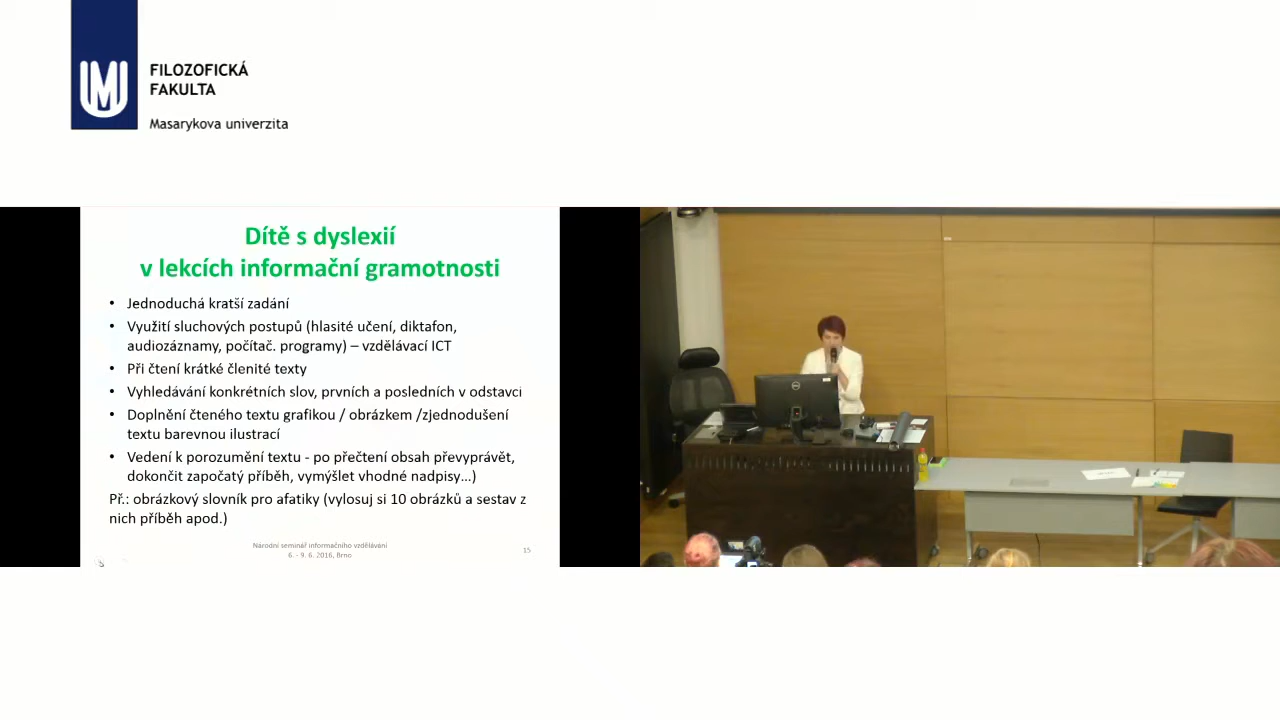 FILOZOFICKÁ
FAKULTA
Masarykova univerzita
Dítě s dyslexií
v lekcích informační gramotnosti
• Jednoduchá kratší zadání
• Využití sluchových postupů (hlasité učení, diktafon,
audiozáznamy, počítač. programy) – vzdělávací ICT
• Při čtení krátké členité texty
• Vyhledávání konkrétních slov, prvních a posledních v odstavci
• Doplnění čteného textu grafikou / obrázkem /zjednodušení
textu barevnou ilustrací
• Vedení k porozumění textu - po přečtení obsah převyprávět,
dokončit započatý příběh, vymýšlet vhodné nadpisy...)
Př.: obrázkový slovník pro afatiky (vylosuj si 10 obrázků a sestav z
nich příběh apod.)
Národní seminář informačního vzdělávání
6. - 9. 6. 2016, Brno
15
DELL